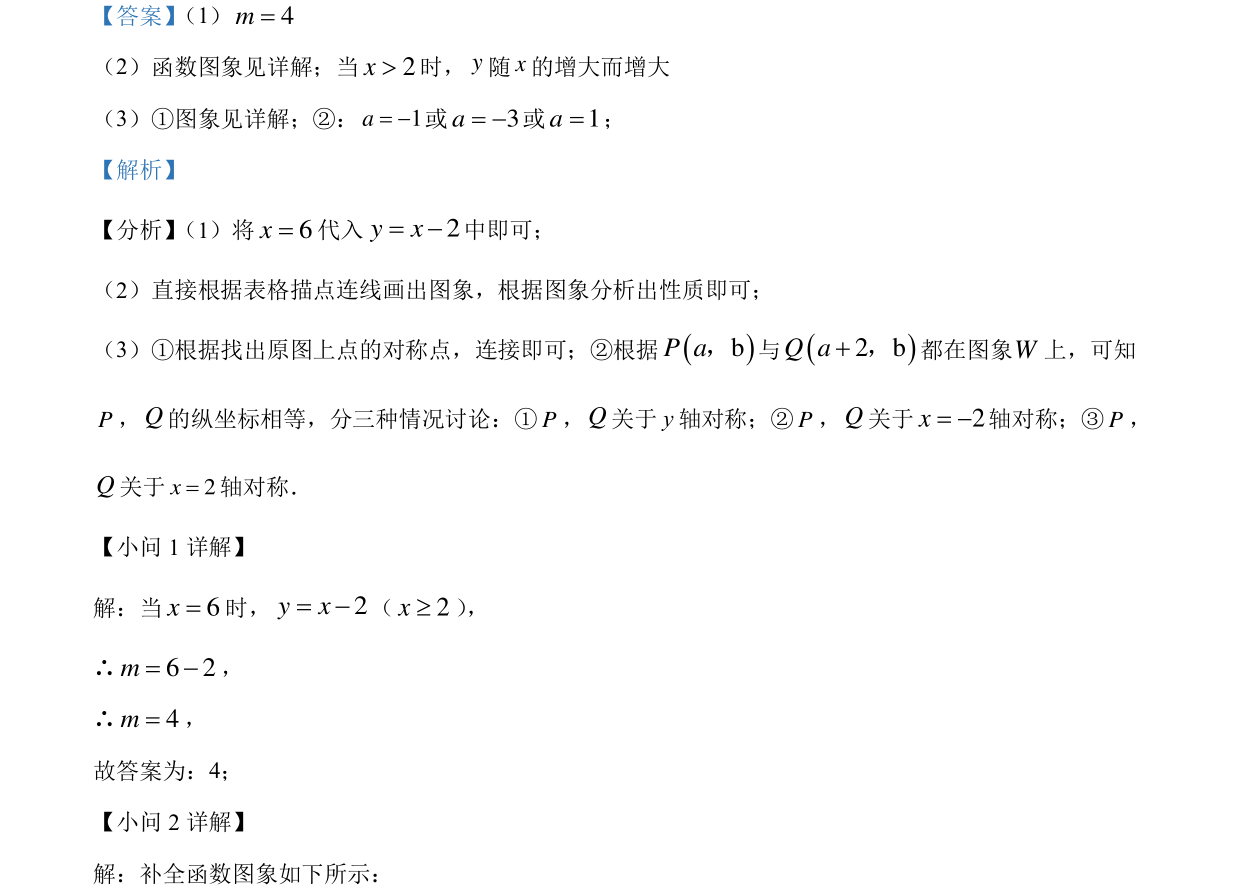 【答案】（1）m = 4
（2）函数图象见详解；当 x > 2 时， y 随 x 的增大而增大
（3）①图象见详解；②：a = −1或a = −3或a = 1；
【解析】
【分析】（1）将 x = 6 代入 y = x − 2 中即可；
（2）直接根据表格描点连线画出图象，根据图象分析出性质即可；
（3）①根据找出原图上点的对称点，连接即可；②根据 P(a，b) 与 Q(a + 2，b) 都在图象W 上，可知
P ， Q 的纵坐标相等，分三种情况讨论：① P ， Q 关于 y 轴对称；② P ， Q 关于 x = −2 轴对称；③ P ，
Q 关于 x = 2 轴对称．
【小问 1 详解】
解：当 x = 6 时， y = x − 2（ x ≥ 2 ），
∴ m = 6 − 2 ，
∴ m = 4 ，
故答案为：4；
【小问 2 详解】
解：补全函数图象如下所示：